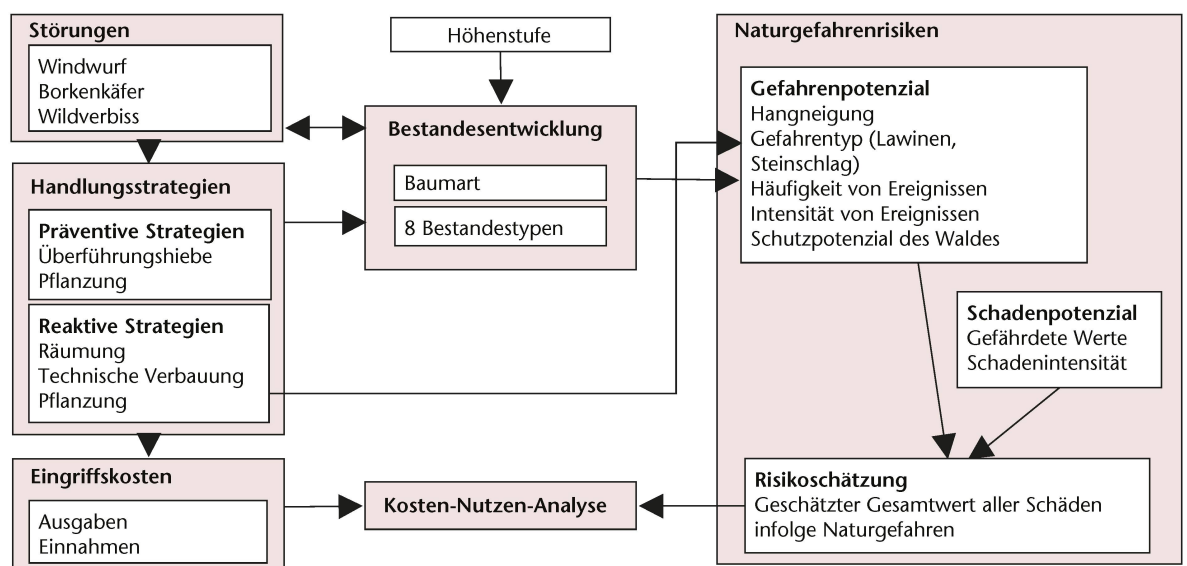 Störungen
Windwurf
Borkenkäfer
Wildverbiss
Handlungsstrategien
Präventive Strategien
Überführungshiebe
Pflanzung
Reaktive Strategien
Räumung
Technische Verbauung
Pflanzung
Eingriffskosten
Ausgaben
Einnahmen
Höhenstufe
Bestandesentwicklung
Baumart
8 Bestandestypen
Kosten-Nutzen-Analyse
Naturgefahrenrisiken
Gefahrenpotenzial
Hangneigung
Gefahrentyp (Lawinen,
Steinschlag)
Häufigkeit von Ereignissen
Intensität von Ereignissen
Schutzpotenzial des Waldes
Schadenpotenzial
Gefährdete Werte
Schadenintensität
Risikoschätzung
Geschätzter Gesamtwert aller Schäden
infolge Naturgefahren